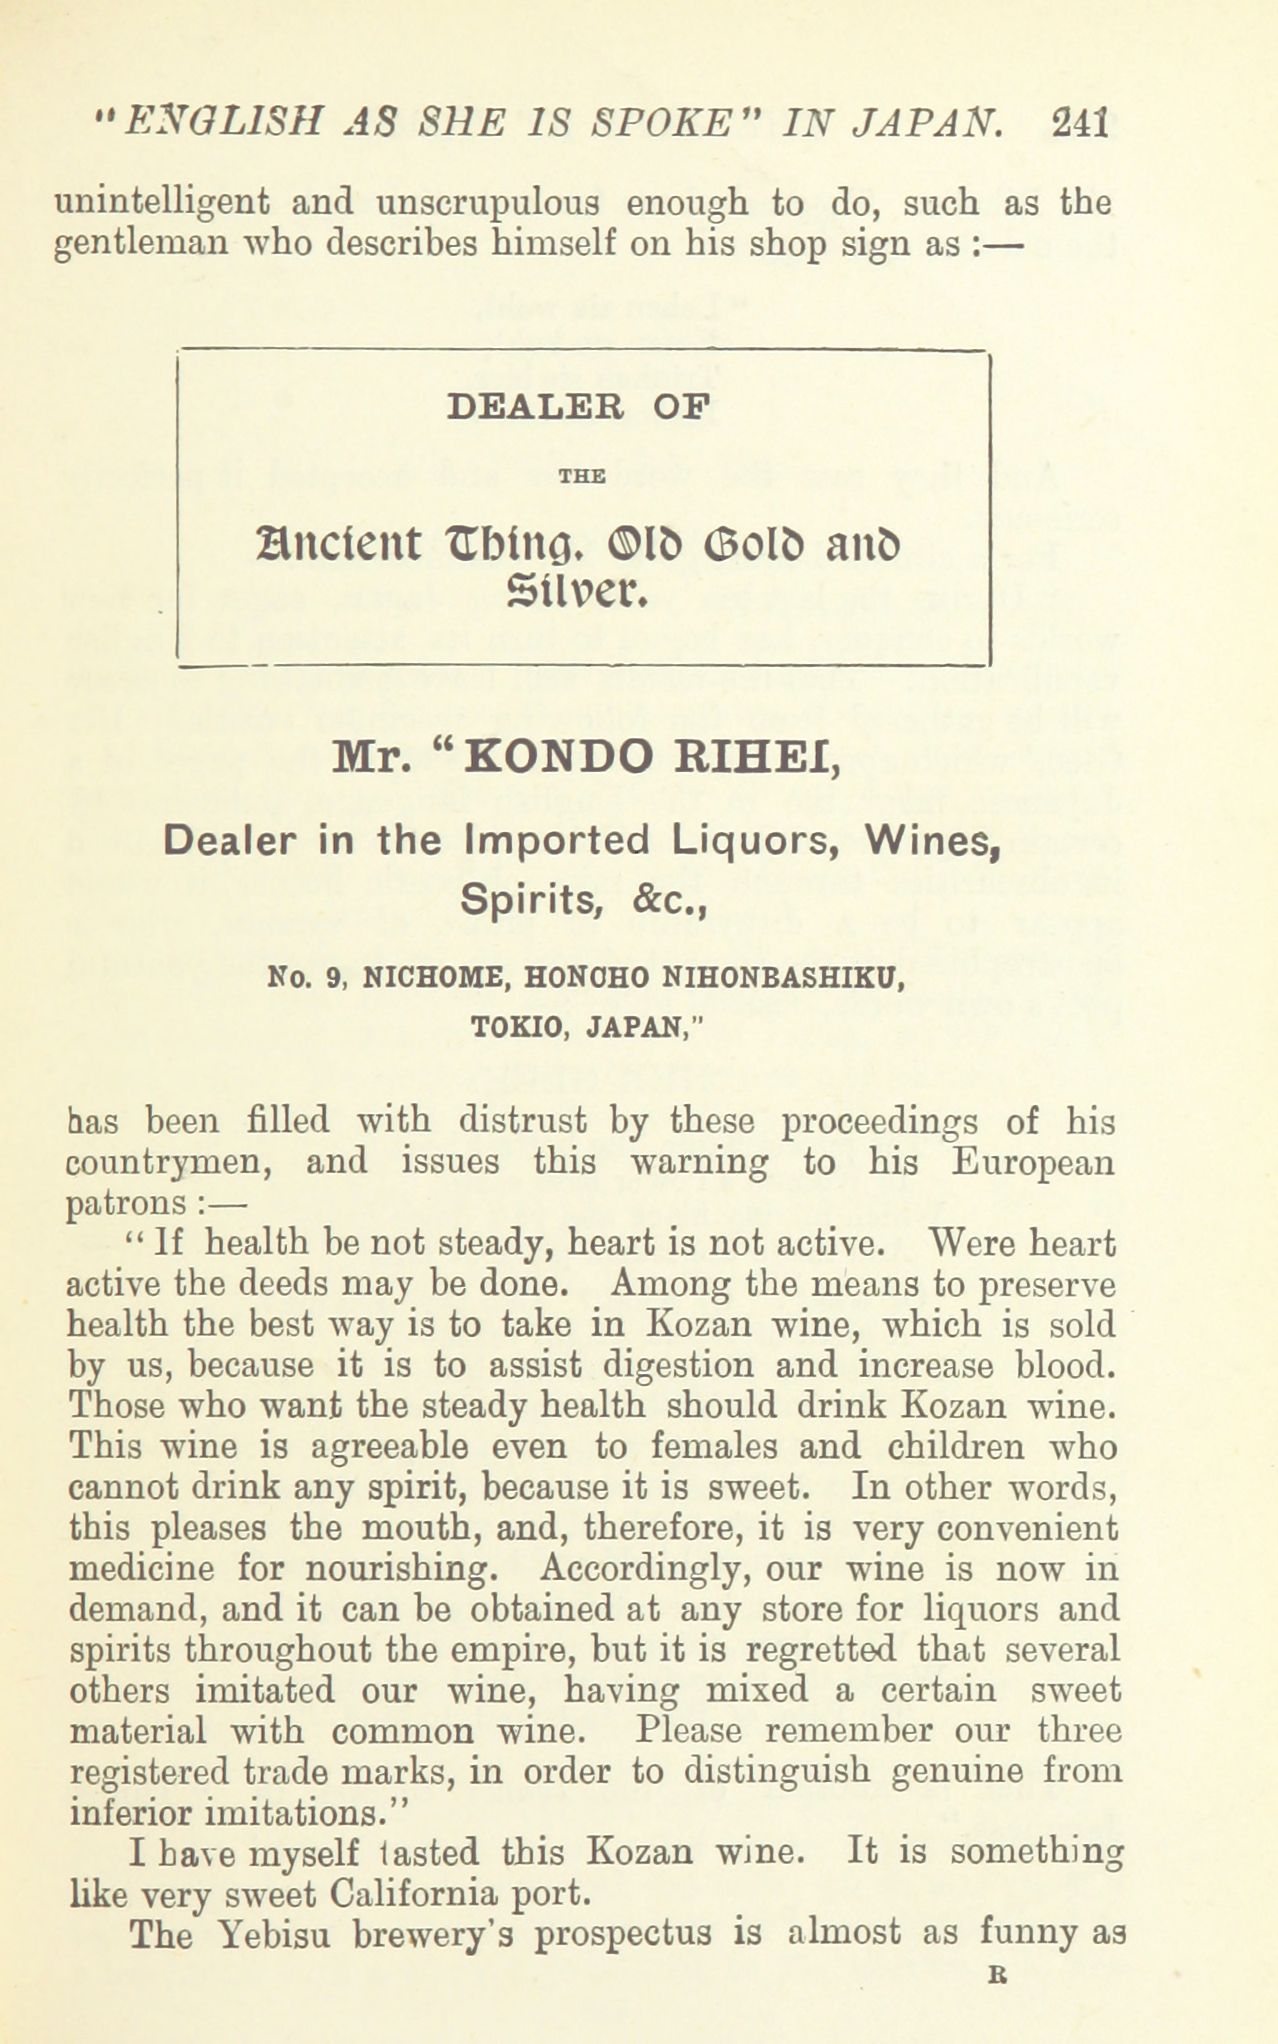 "ENGLISH AS SHE IS SPOKE" IN JAPAN. 241
unintelligent and unscrupulous enough to do, such as the
gentleman who describes himself on his shop sign as :—
DEALER OF
THE
Ancient Thing. Old Gold and
Silver.
Mr. "KONDO RIHEI,
Dealer in the Imported Liquors, Wines,
Spirits, &c.,
No. 9, NICHOME, HONCHO NIHONBASHIKU,
TOKIO, JAPAN,"
has been filled with distrust by these proceedings of his
countrymen, and issues this warning to his European
patrons :—
"If health be not steady, heart is not active. Were heart
active the deeds may be done. Among the means to preserve
health the best way is to take in Kozan wine, which is sold
by us, because it is to assist digestion and increase blood.
Those who want the steady health should drink Kozan wine.
This wine is agreeable even to females and children who
cannot drink any spirit, because it is sweet. In other words,
this pleases the mouth, and, therefore, it is very convenient
medicine for nourishing. Accordingly, our wine is now in
demand, and it can be obtained at any store for liquors and
spirits throughout the empire, but it is regretted that several
others imitated our wine, having mixed a certain sweet
material with common wine. Please remember our three
registered trade marks, in order to distinguish genuine from
inferior imitations."
I have myself tasted this Kozan wine. It is something
like very sweet California port.
The Yebisu brewery's prospectus is almost as funny as
R